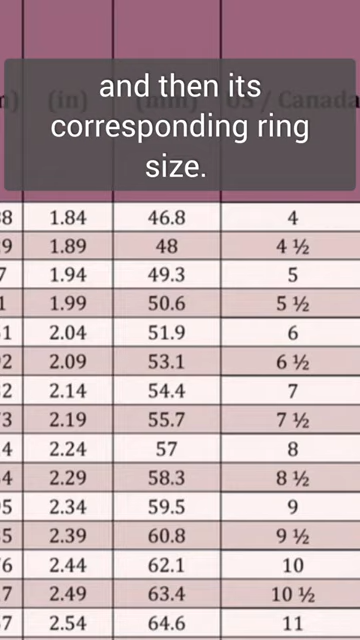 and then its
corresponding ring
size.
(in) (mm) US / Canada
1.84 46.8 4
1.89 48 4 ½
1.94 49.3 5
1.99 50.6 5 ½
2.04 51.9 6
2.09 53.1 6 ½
2.14 54.4 7
2.19 55.7 7 ½
2.24 57 8
2.29 58.3 8 ½
2.34 59.5 9
2.39 60.8 9 ½
2.44 62.1 10
2.49 63.4 10 ½
2.54 64.6 11